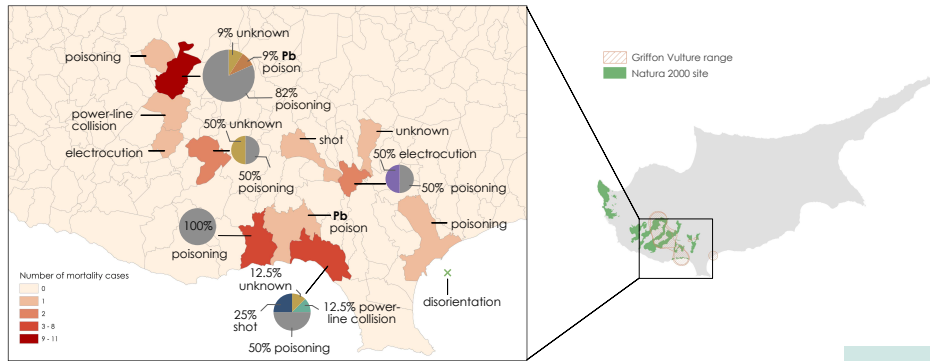 9% unknown
poisoning
9% Pb
poison
82%
poisoning
power-line
collision
50% unknown
electrocution
50%
poisoning
shot
unknown
50% electrocution
50% poisoning
100%
poisoning
Pb
poison
poisoning
12.5%
unknown
25%
shot
12.5% power-
line collision
50% poisoning
disorientation
Number of mortality cases
0
1
2
3 - 8
9 - 11
Griffon Vulture range
Natura 2000 site